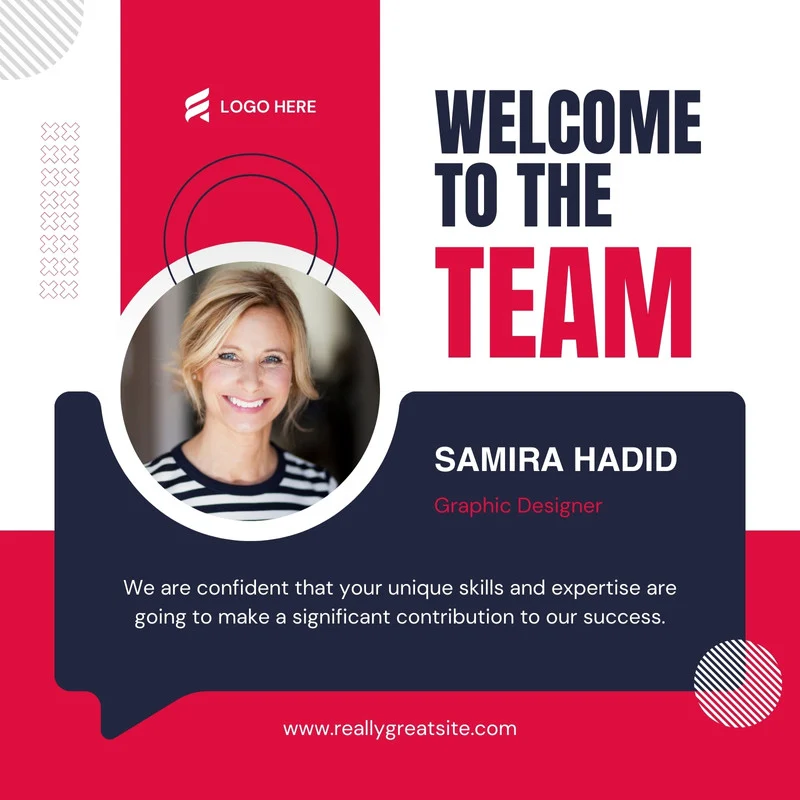 LOGO HERE
WELCOME
TO THE
TEAM
SAMIRA HADID
Graphic Designer
We are confident that your unique skills and expertise are
going to make a significant contribution to our success.
www.reallygreatsite.com